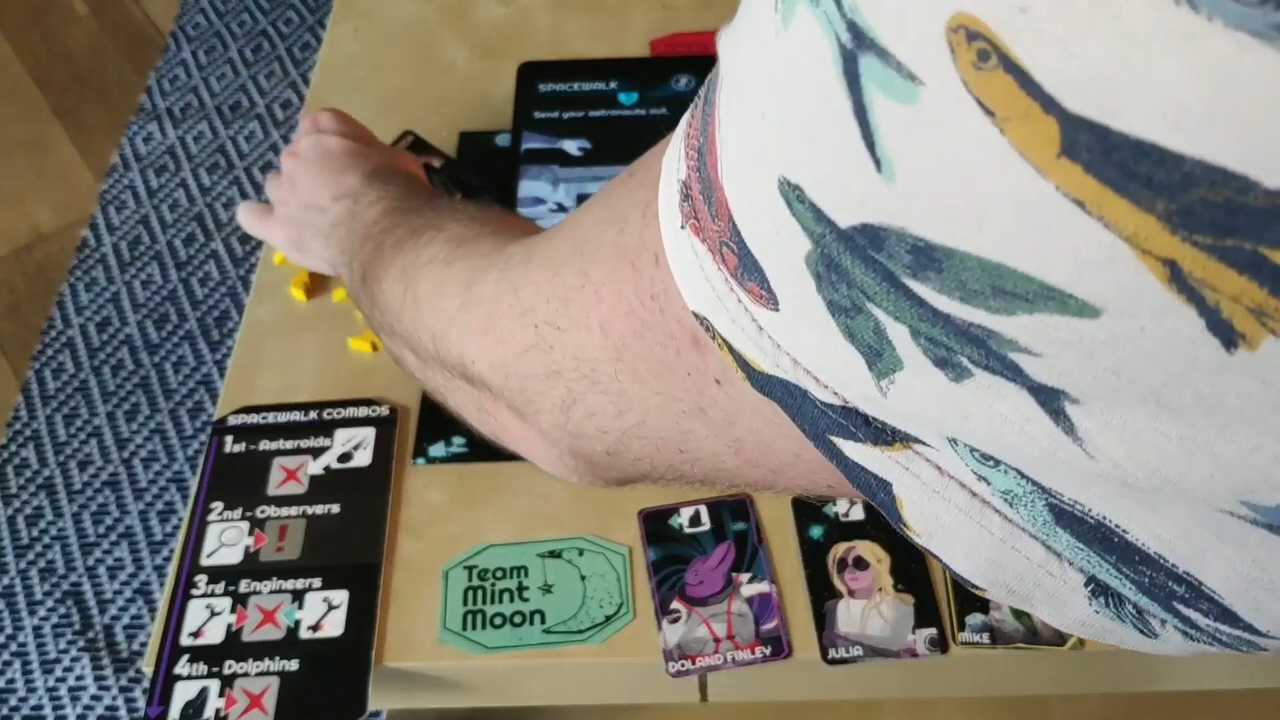 SPACEWALK
Send your astronauts out.
SPACEWALK COMBOS
1st - Asteroids
2nd - Observers
3rd - Engineers
4th - Dolphins
Team
Mint
Moon
DOLAND FINLEY
JULIA
MIKE